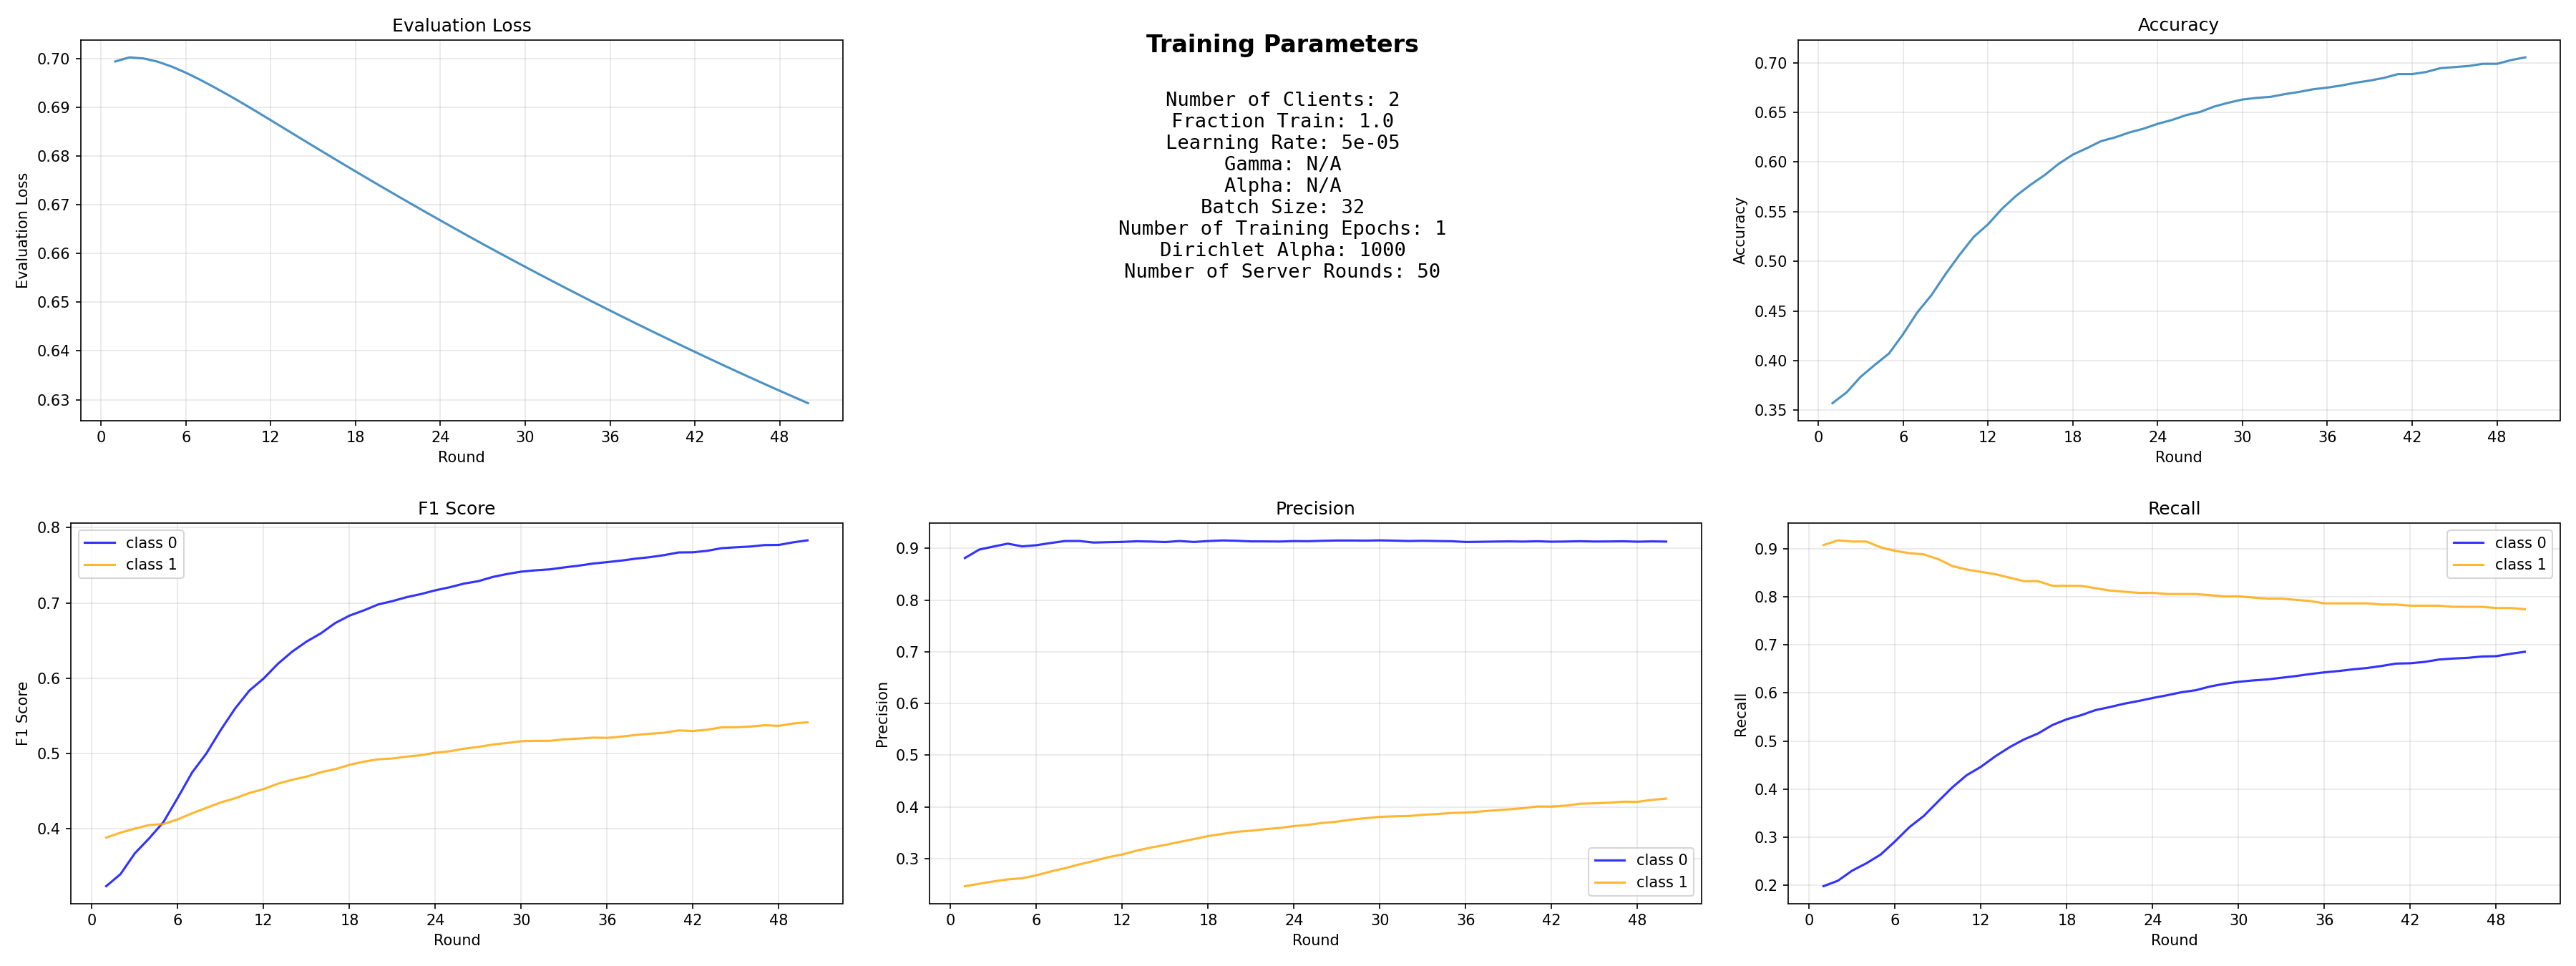 Evaluation Loss
0.70
0.69
0.68
0.67
0.66
0.65
0.64
0.63
Evaluation Loss
0 6 12 18 24 30 36 42 48
Round
Training Parameters
Number of Clients: 2
Fraction Train: 1.0
Learning Rate: 5e-05
Gamma: N/A
Alpha: N/A
Batch Size: 32
Number of Training Epochs: 1
Dirichlet Alpha: 1000
Number of Server Rounds: 50
Accuracy
0.70
0.65
0.60
0.55
0.50
0.45
0.40
0.35
Accuracy
0 6 12 18 24 30 36 42 48
Round
F1 Score
class 0
class 1
0.8
0.7
0.6
0.5
0.4
F1 Score
0 6 12 18 24 30 36 42 48
Round
Precision
0.9
0.8
0.7
0.6
0.5
0.4
0.3
Precision
class 0
class 1
0 6 12 18 24 30 36 42 48
Round
Recall
class 0
class 1
0.9
0.8
0.7
0.6
0.5
0.4
0.3
0.2
Recall
0 6 12 18 24 30 36 42 48
Round